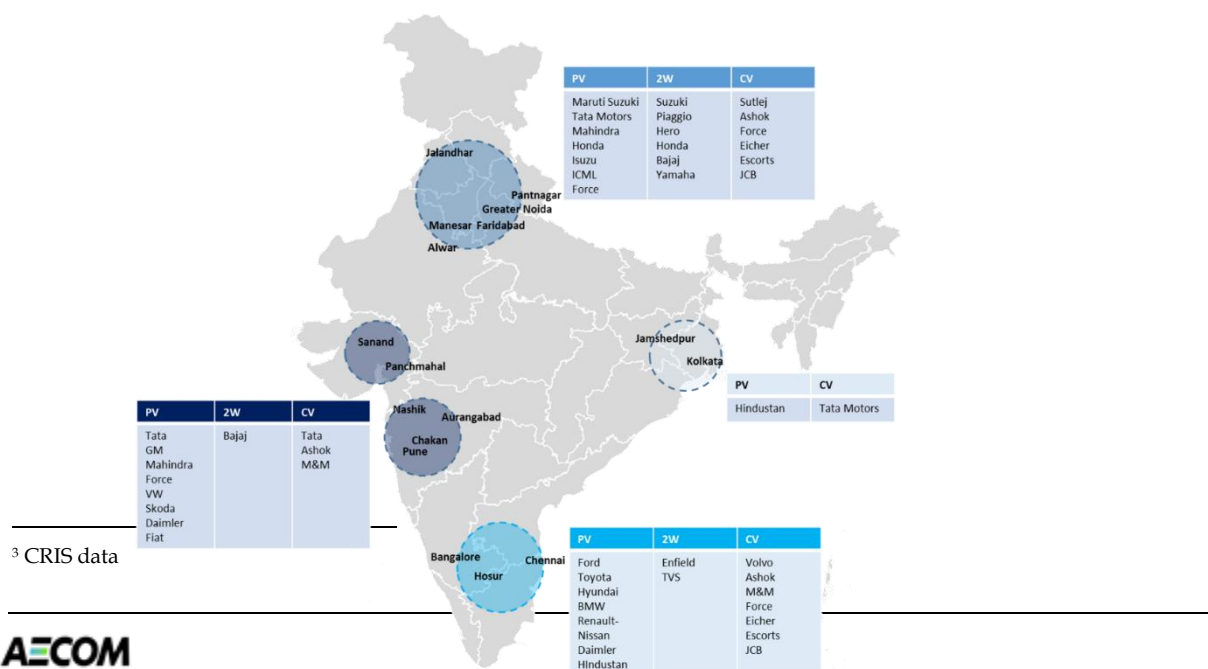 PV 2W CV
Maruti Suzuki Suzuki Sutlej
Tata Motors Piaggio Ashok
Mahindra Hero Force
Honda Honda Eicher
Isuzu Bajaj Escorts
ICML Yamaha JCB
Force
Jalandhar
Pantnagar
Greater Noida
Manesar Faridabad
Alwar
Sanand
Panchmahal
Jamshedpur
Kolkata
PV CV
Hindustan Tata Motors
Nashik
Aurangabad
Chakan
Pune
PV 2W CV
Tata Bajaj Tata
GM Ashok
Mahindra M&M
Force
VW
Skoda
Daimler
Fiat
Bangalore
Chennai
Hosur
PV 2W CV
Ford Enfield Volvo
Toyota TVS Ashok
Hyundai M&M
BMW Force
Renault- Eicher
Nissan Escorts
Daimler JCB
HIndustan
3 CRIS data
AECOM